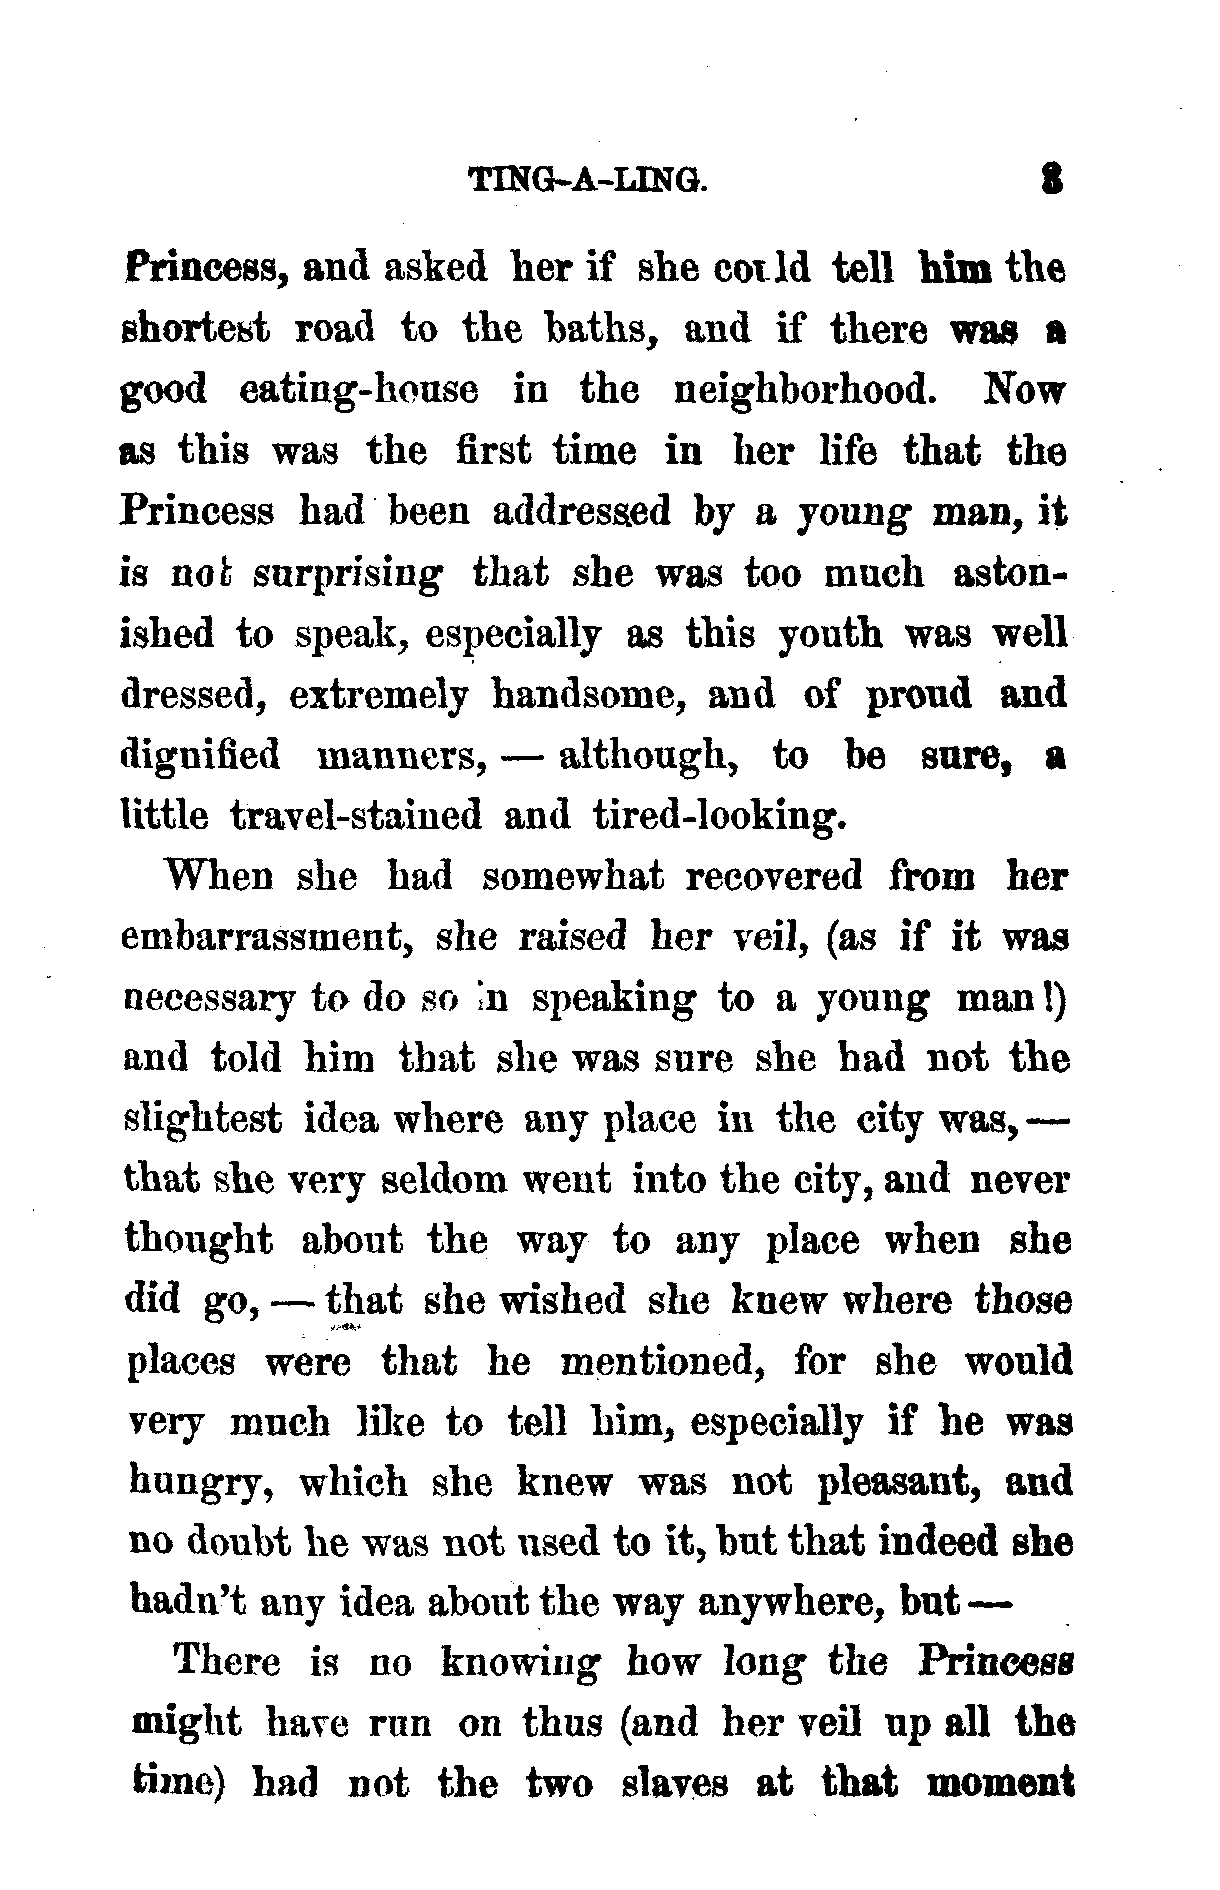 TING-A-LING. 3
Princess, and asked her if she could tell him the
shortest road to the baths, and if there was a
good eating-house in the neighborhood. Now
as this was the first time in her life that the
Princess had been addressed by a young man, it
is not surprising that she was too much aston-
ished to speak, especially as this youth was well
dressed, extremely handsome, and of proud and
dignified manners, — although, to be sure, a
little travel-stained and tired-looking.
When she had somewhat recovered from her
embarrassment, she raised her veil, (as if it was
necessary to do so in speaking to a young man!)
and told him that she was sure she had not the
slightest idea where any place in the city was, —
that she very seldom went into the city, and never
thought about the way to any place when she
did go, — that she wished she knew where those
places were that he mentioned, for she would
very much like to tell him, especially if he was
hungry, which she knew was not pleasant, and
no doubt he was not used to it, but that indeed she
hadn't any idea about the way anywhere, but —
There is no knowing how long the Princess
might have run on thus (and her veil up all the
time) had not the two slaves at that moment